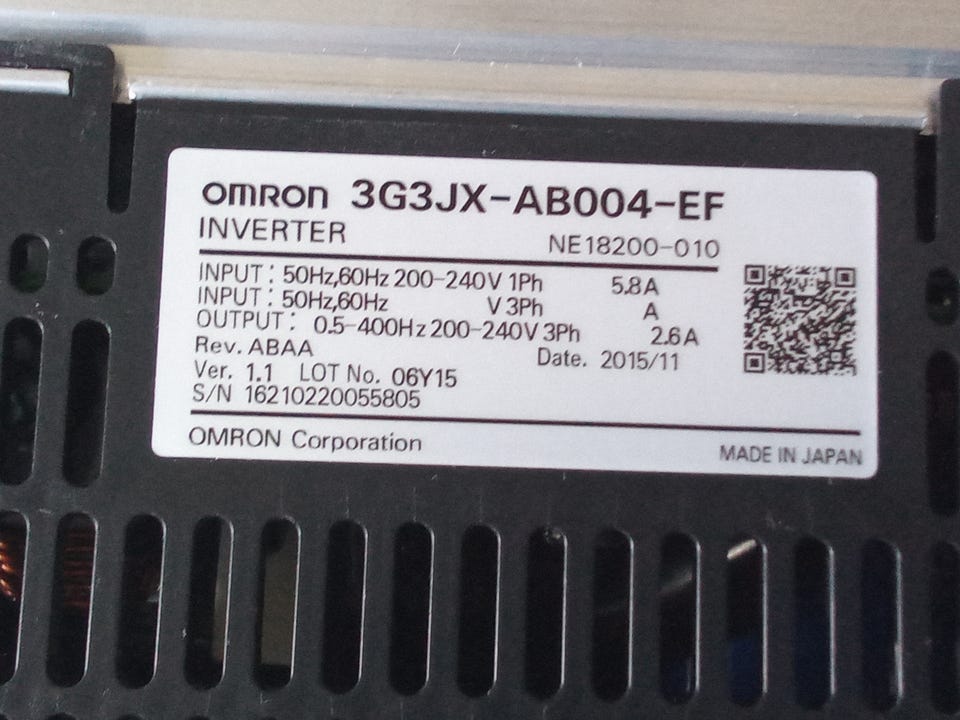 OMRON 3G3JX-AB004-EF
INVERTER NE18200-010
INPUT: 50Hz,60Hz 200-240V 1Ph 5.8A
INPUT: 50Hz,60Hz V 3Ph A
OUTPUT: 0.5-400Hz 200-240V 3Ph 2.6A
Rev. ABAA Date. 2015/11
Ver. 1.1 LOT No. 06Y15
S/N 16210220055805
OMRON Corporation MADE IN JAPAN